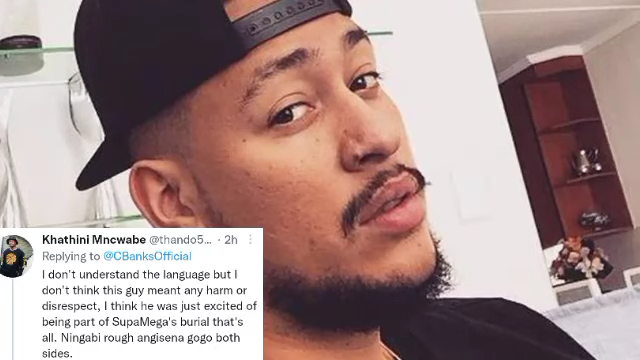 Khathini Mncwabe @thando5... · 2h
Replying to @CBanksOfficial
I don't understand the language but I
don't think this guy meant any harm or
disrespect, I think he was just excited of
being part of SupaMega's burial that's
all. Ningabi rough angisena gogo both
sides.